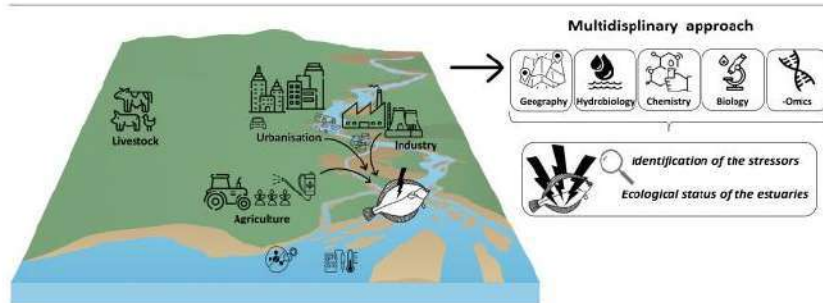 Multidisplinary approach
Geography
Hydrobiology
Chemistry
Biology
-Omics
Livestock
Urbanisation
Industry
Agriculture
Identification of the stressors
Ecological status of the estuaries